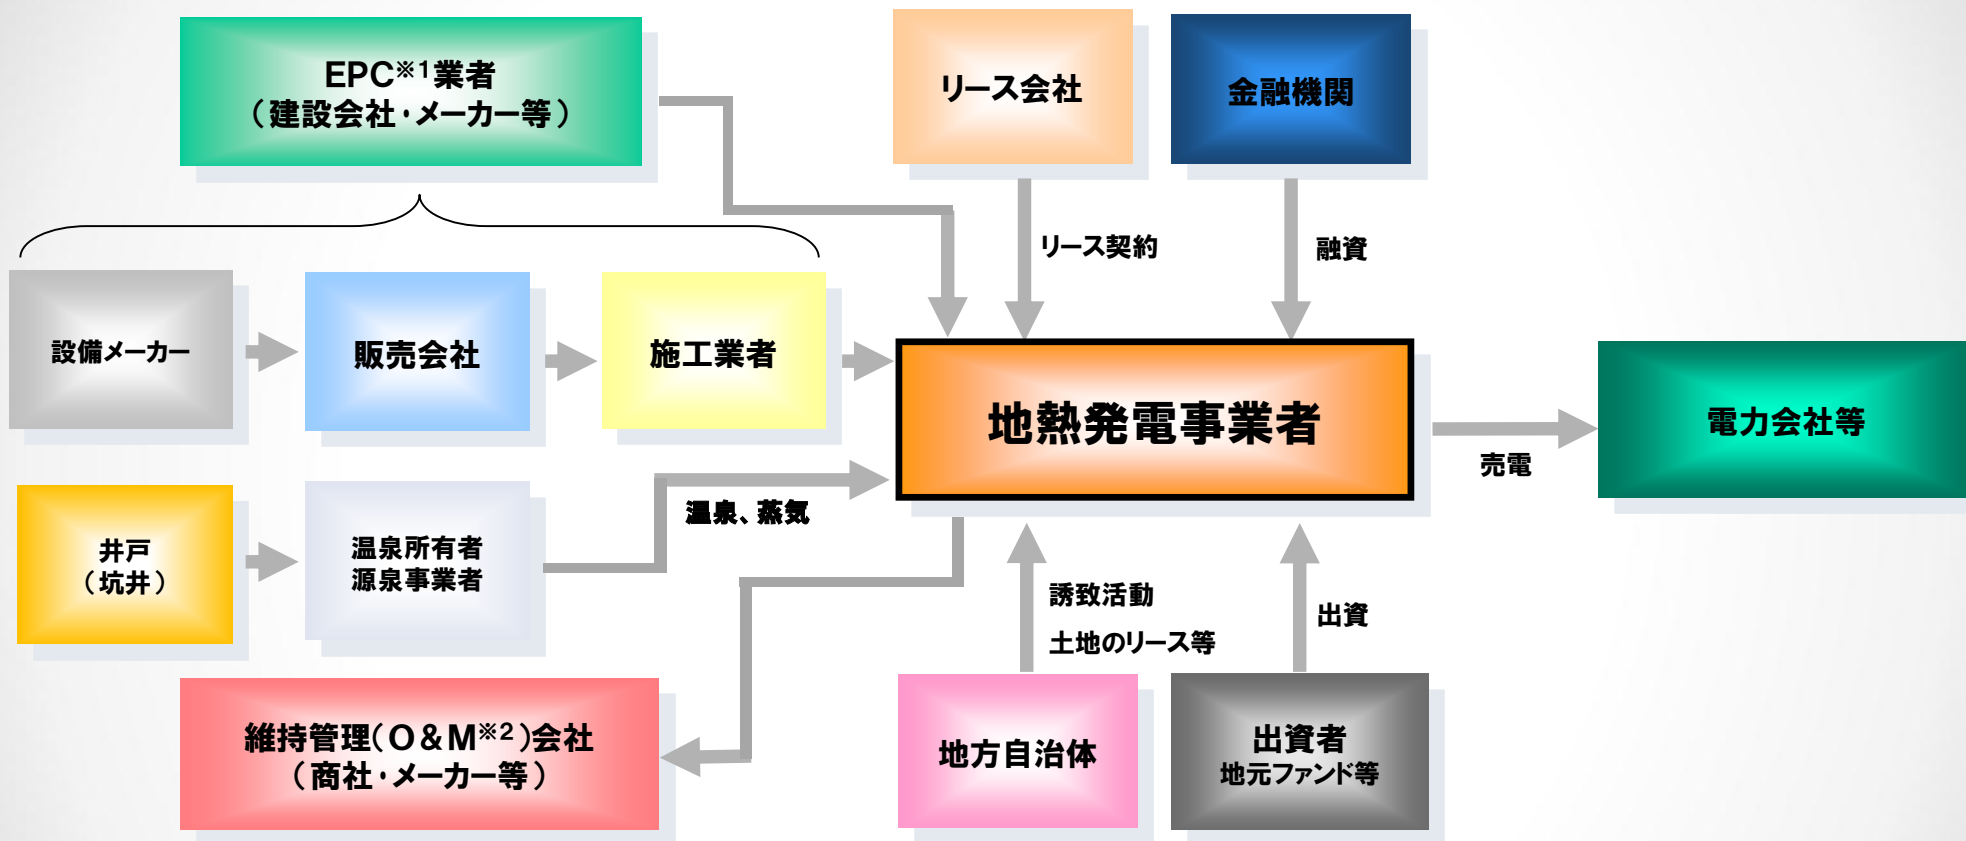 EPC※1業者
（建設会社・メーカー等）
リース会社
金融機関
リース契約
融資
設備メーカー
販売会社
施工業者
地熱発電事業者
電力会社等
売電
温泉、蒸気
井戸
（坑井）
温泉所有者
源泉事業者
誘致活動
土地のリース等
出資
維持管理（O＆M※2）会社
（商社・メーカー等）
地方自治体
出資者
地元ファンド等